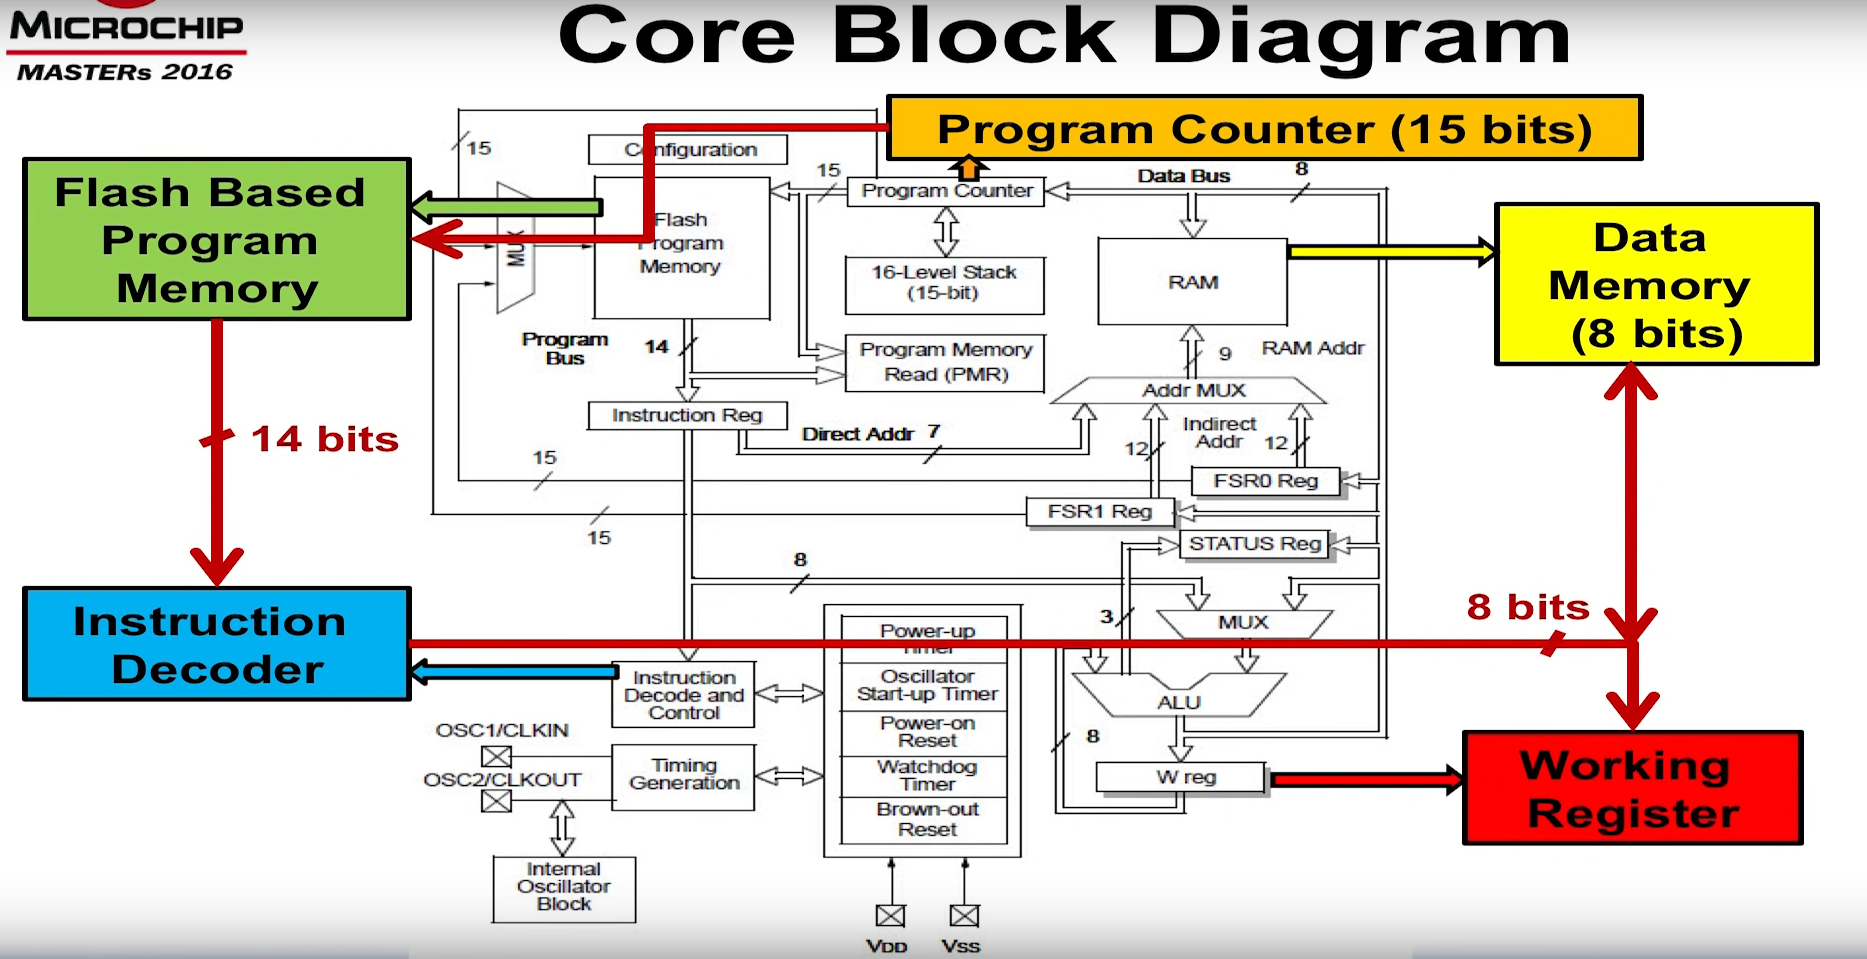 MICROCHIP
MASTERs 2016
Core Block Diagram
Program Counter (15 bits)
15
Configuration
Flash Based
Program
Memory
MUX
Flash
Program
Memory
15
Program Counter
Data Bus
8
16-Level Stack
(15-bit)
RAM
Data
Memory
(8 bits)
Program
Bus
14
Program Memory
Read (PMR)
9
RAM Addr
Addr MUX
Instruction Reg
Direct Addr
7
12
Indirect
Addr
12
14 bits
15
FSR0 Reg
15
FSR1 Reg
STATUS Reg
8
3
MUX
8 bits
Instruction
Decoder
Instruction
Decode and
Control
Power-up
Timer
Oscillator
Start-up Timer
Power-on
Reset
Watchdog
Timer
Brown-out
Reset
ALU
8
W reg
Working
Register
OSC1/CLKIN
OSC2/CLKOUT
Timing
Generation
Internal
Oscillator
Block
VDD
VSS